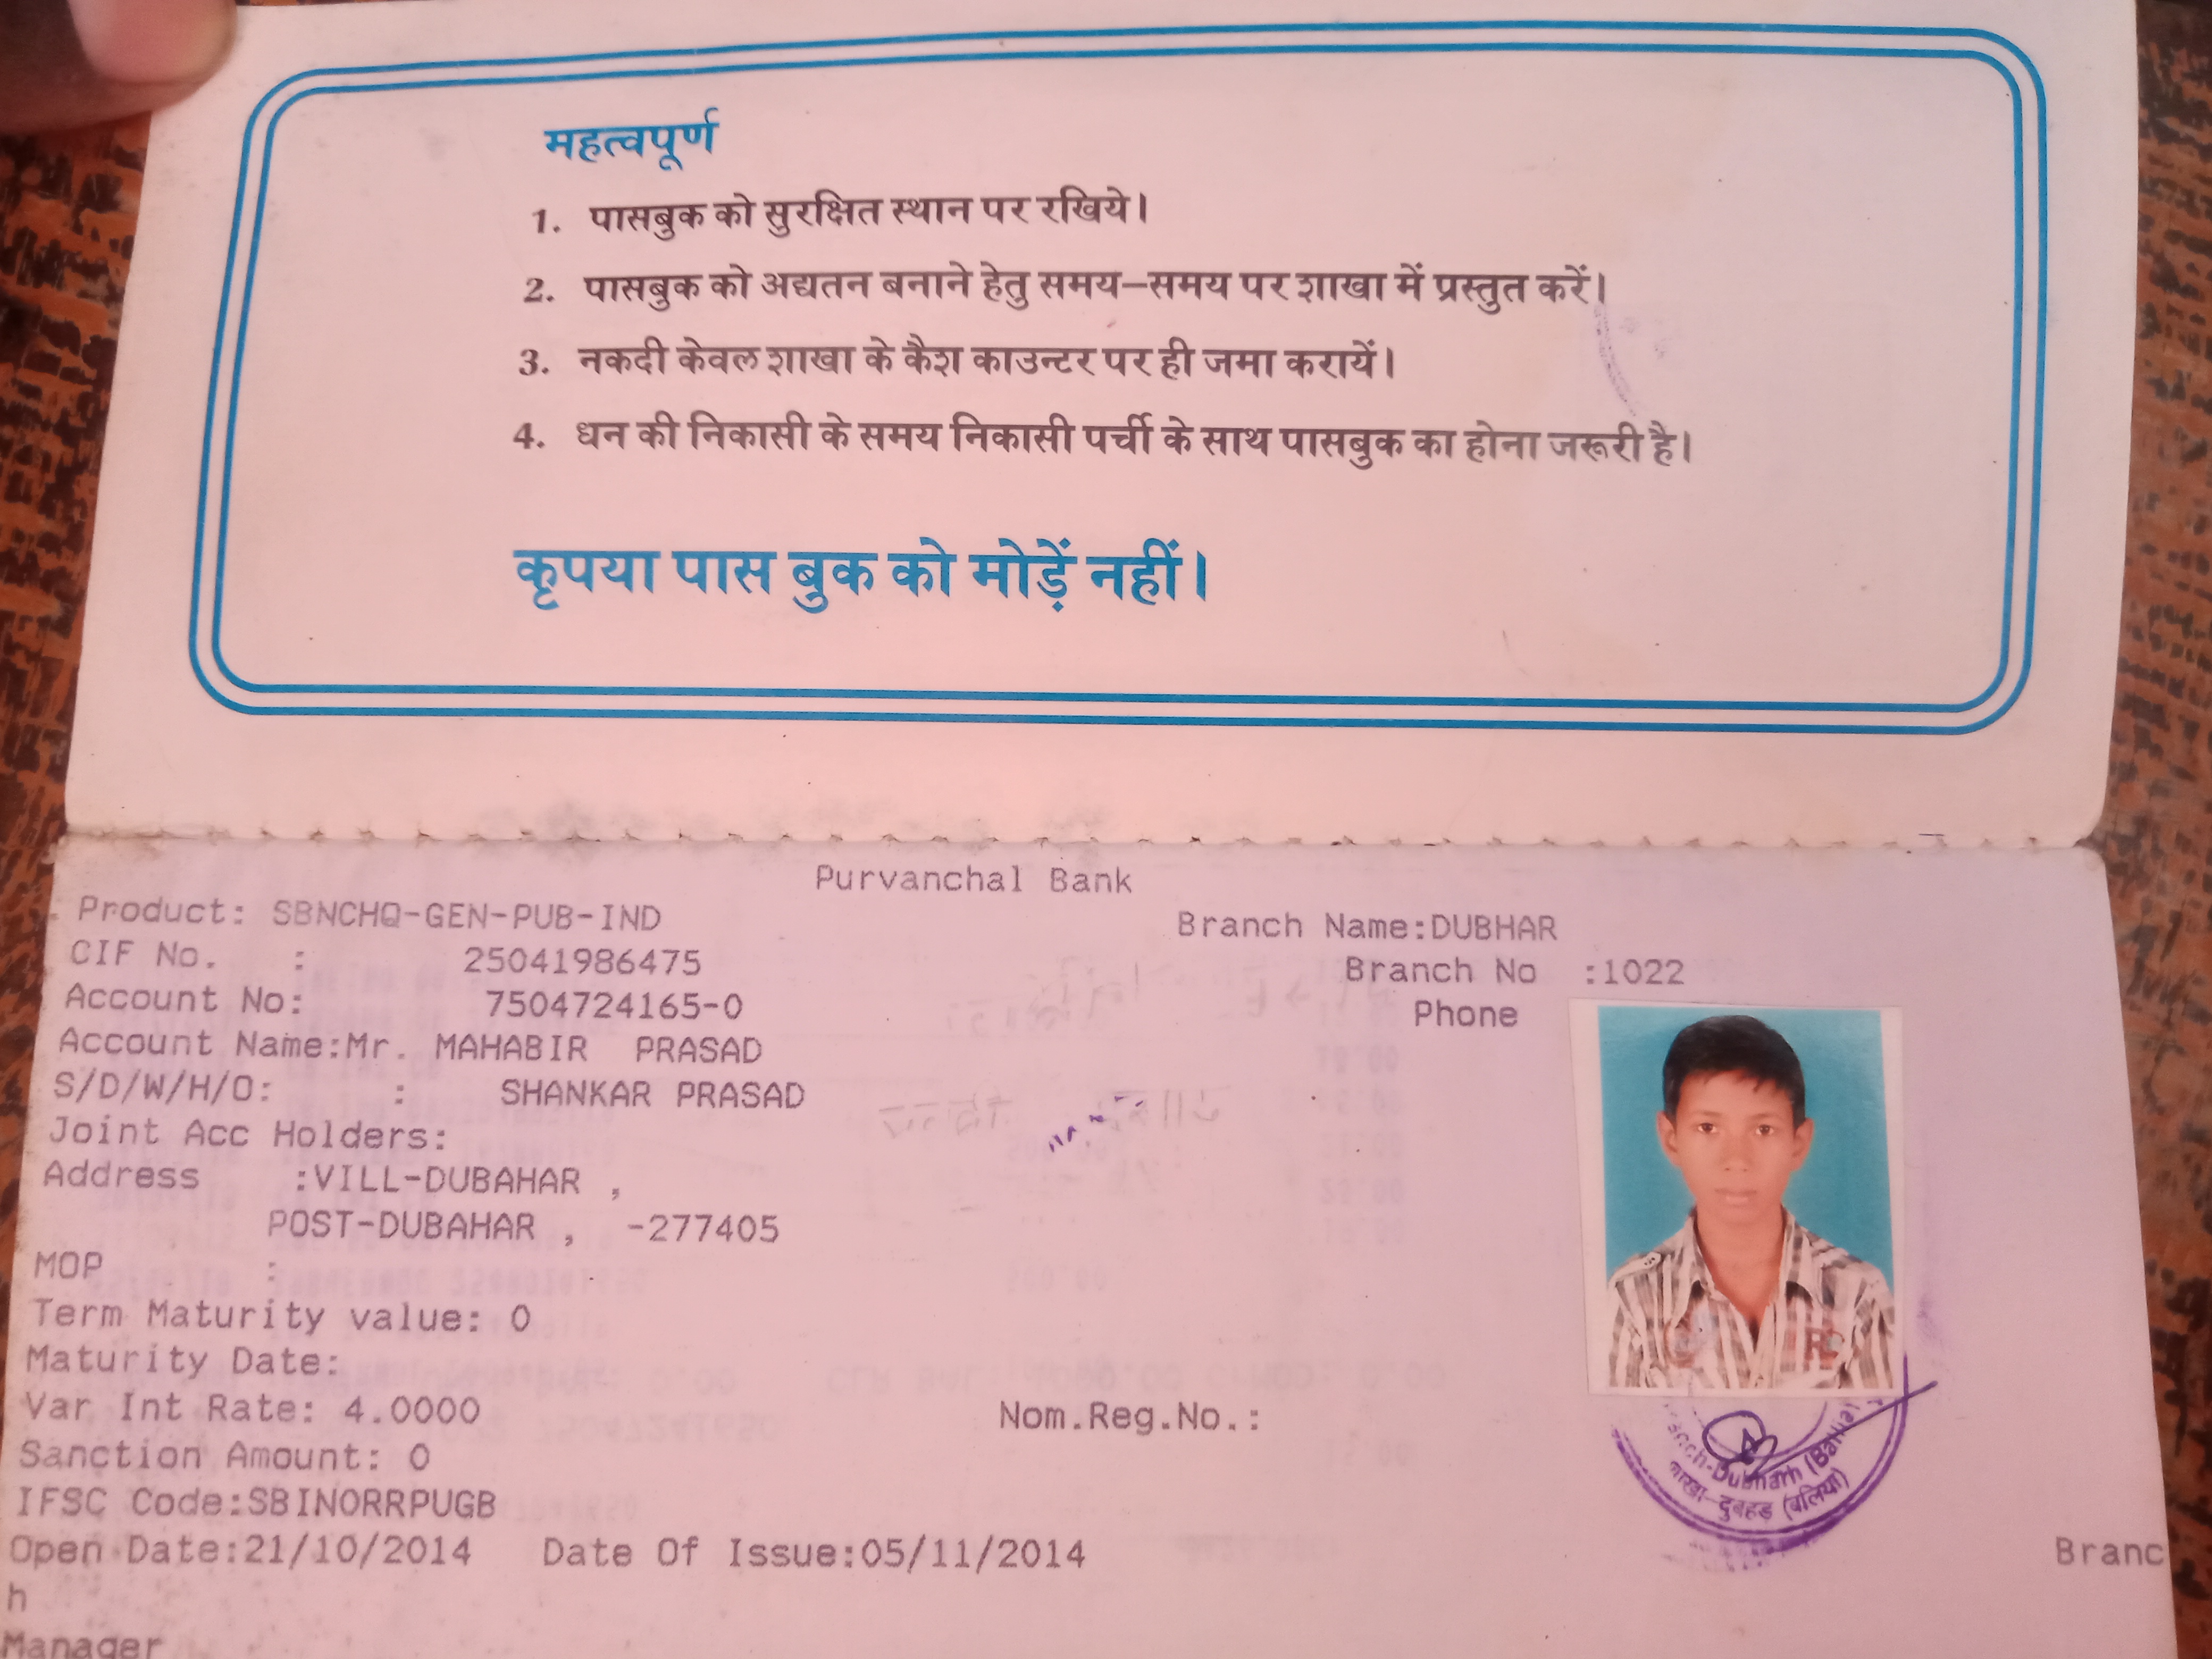 महत्वपूर्ण
1. पासबुक को सुरक्षित स्थान पर रखिये।
2. पासबुक को अद्यतन बनाने हेतु समय–समय पर शाखा में प्रस्तुत करें।
3. नकदी केवल शाखा के कैश काउन्टर पर ही जमा करायें।
4. धन की निकासी के समय निकासी पर्ची के साथ पासबुक का होना जरूरी है।
कृपया पास बुक को मोड़ें नहीं।
Purvanchal Bank
Product: SBNCHQ-GEN-PUB-IND
Branch Name:DUBHAR
CIF No. : 25041986475
Branch No :1022
Account No: 7504724165-0
Phone
Account Name:Mr. MAHABIR PRASAD
S/D/W/H/O: : SHANKAR PRASAD
Joint Acc Holders:
Address :VILL-DUBAHAR ,
POST-DUBAHAR , -277405
MOP :
Term Maturity value: 0
Maturity Date:
Var Int Rate: 4.0000 Nom.Reg.No.:
Sanction Amount: 0
IFSC Code:SBINORRPUGB
Open Date:21/10/2014 Date Of Issue:05/11/2014 Branc
h
Manager
शाखा- दुबहड (बलिया)